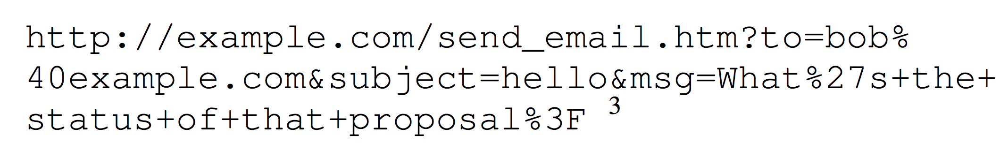 http://example.com/send_email.htm?to=bob%
40example.com&subject=hello&msg=What%27s+the+
status+of+that+proposal%3F 3